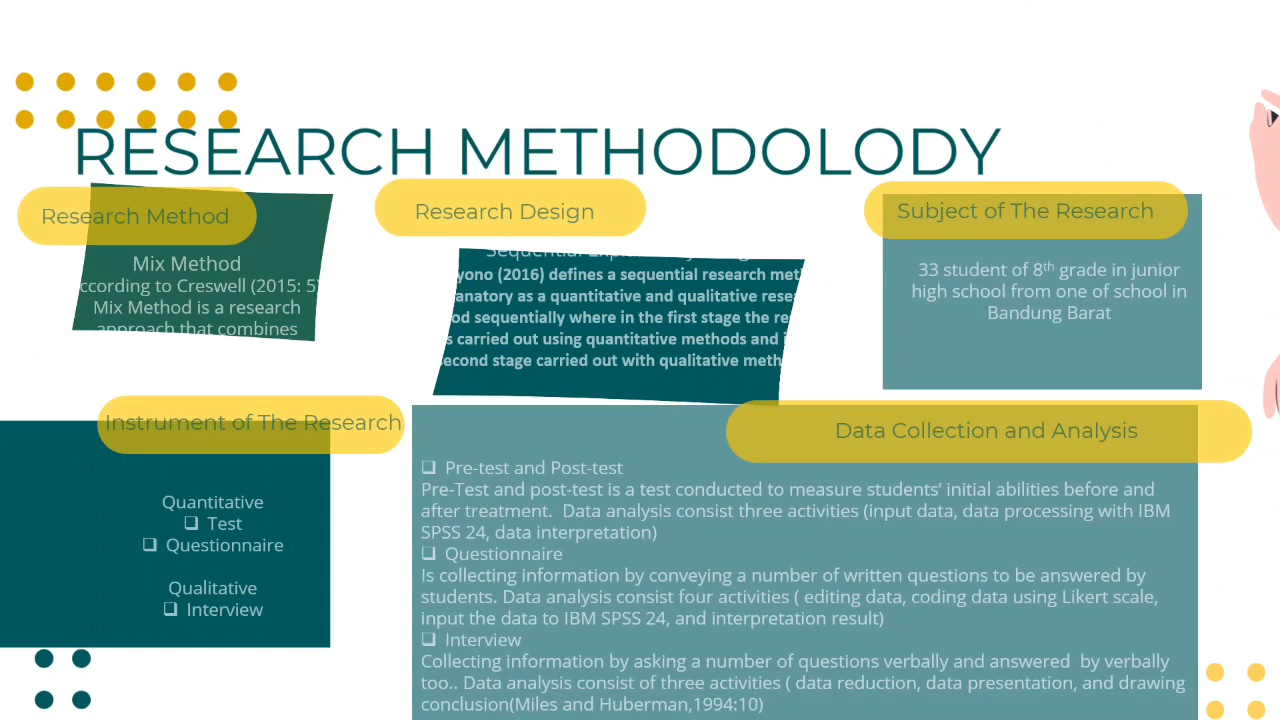 RESEARCH METHODOLODY
Research Method
Mix Method
ccording to Crewell (2015: 5
Mix Method is a research
approach that combines
Research Design
Sequential
yono (2016) defines a sequential research met
anatory as a quantitative and qualitative rese
od sequentially where in the first stage the re
s carried out using quantitative methods and i
econd stage carried out with qualitative meth
Subject of The Research
33 student of 8th grade in junior
high school from one of school in
Bandung Barat
Instrument of The Research
Quantitative
❑ Test
❑ Questionnaire
Qualitative
❑ Interview
Data Collection and Analysis
❑ Pre-test and Post-test
Pre-Test and post-test is a test conducted to measure students’ initial abilities before and
after treatment.  Data analysis consist three activities (input data, data processing with IBM
SPSS 24, data interpretation)
❑ Questionnaire
Is collecting information by conveying a number of written questions to be answered by
students. Data analysis consist four activities ( editing data, coding data using Likert scale,
input the data to IBM SPSS 24, and interpretation result)
❑ Interview
Collecting information by asking a number of questions verbally and answered  by verbally
too.. Data analysis consist of three activities ( data reduction, data presentation, and drawing
conclusion(Miles and Huberman,1994:10)